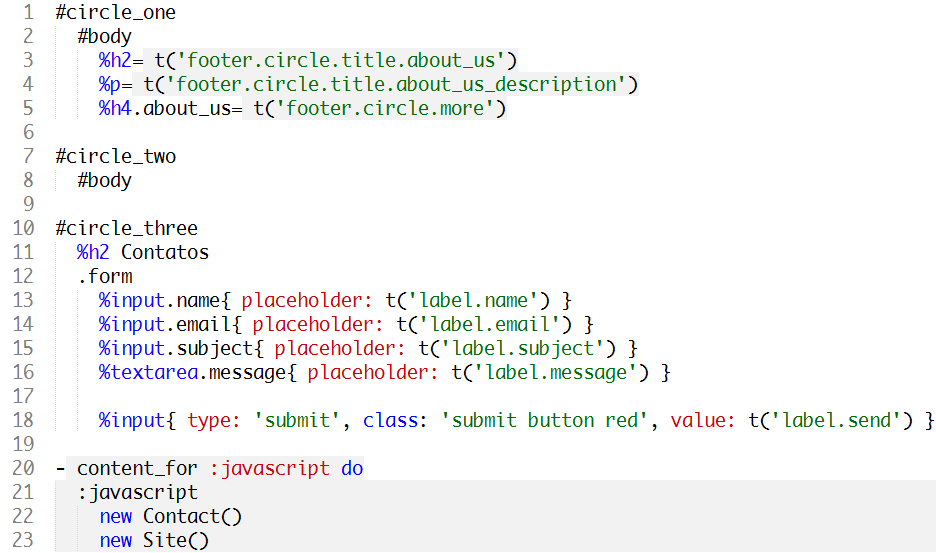 1 #circle_one
2   #body
3     %h2= t('footer.circle.title.about_us')
4     %p= t('footer.circle.title.about_us_description')
5     %h4.about_us= t('footer.circle.more')
6
7 #circle_two
8   #body
9
10 #circle_three
11   %h2 Contatos
12   .form
13     %input.name{ placeholder: t('label.name') }
14     %input.email{ placeholder: t('label.email') }
15     %input.subject{ placeholder: t('label.subject') }
16     %textarea.message{ placeholder: t('label.message') }
17
18     %input{ type: 'submit', class: 'submit button red', value: t('label.send') }
19
20 - content_for :javascript do
21   :javascript
22     new Contact()
23     new Site()